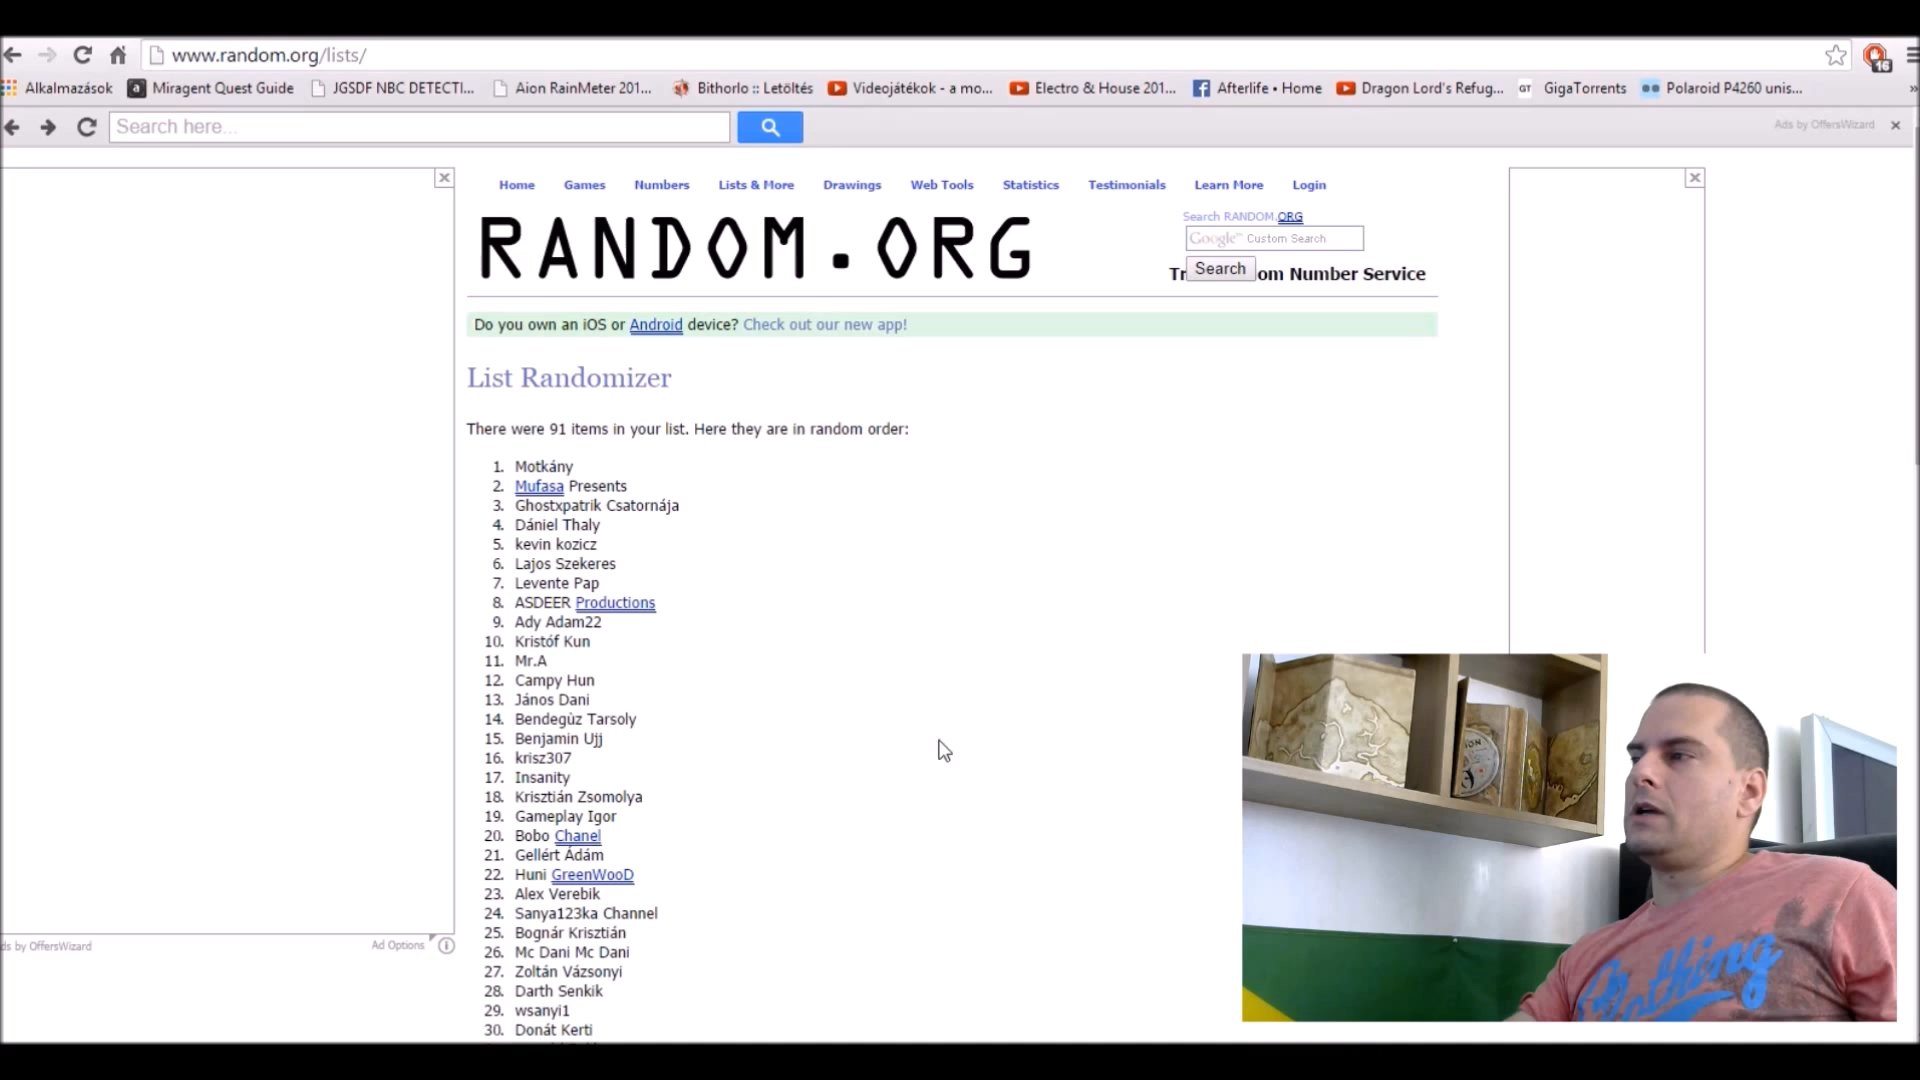 www.random.org/lists/
16
Alkalmazások Miragent Quest Guide JGSDF NBC DETECTI... Aion RainMeter 201... Bithorlo :: Letöltés Videojátékok - a mo... Electro & House 201... Afterlife • Home Dragon Lord's Refug... GT GigaTorrents Polaroid P4260 unis... »
Search here...
Ads by OffersWizard
Home Games Numbers Lists & More Drawings Web Tools Statistics Testimonials Learn More Login
RANDOM.ORG
Search RANDOM.ORG
Google™ Custom Search
Search
Tr om Number Service
Do you own an iOS or Android device? Check out our new app!
List Randomizer
There were 91 items in your list. Here they are in random order:
1. Motkány
2. Mufasa Presents
3. Ghostxpatrik Csatornája
4. Dániel Thaly
5. kevin kozicz
6. Lajos Szekeres
7. Levente Pap
8. ASDEER Productions
9. Ady Adam22
10. Kristóf Kun
11. Mr.A
12. Campy Hun
13. János Dani
14. Bendegùz Tarsoly
15. Benjamin Ujj
16. krisz307
17. Insanity
18. Krisztián Zsomolya
19. Gameplay Igor
20. Bobo Chanel
21. Gellért Ádám
22. Huni GreenWooD
23. Alex Verebik
24. Sanya123ka Channel
25. Bognár Krisztián
26. Mc Dani Mc Dani
27. Zoltán Vázsonyi
28. Darth Senkik
29. wsanyi1
30. Donát Kerti
ds by OffersWizard
Ad Options